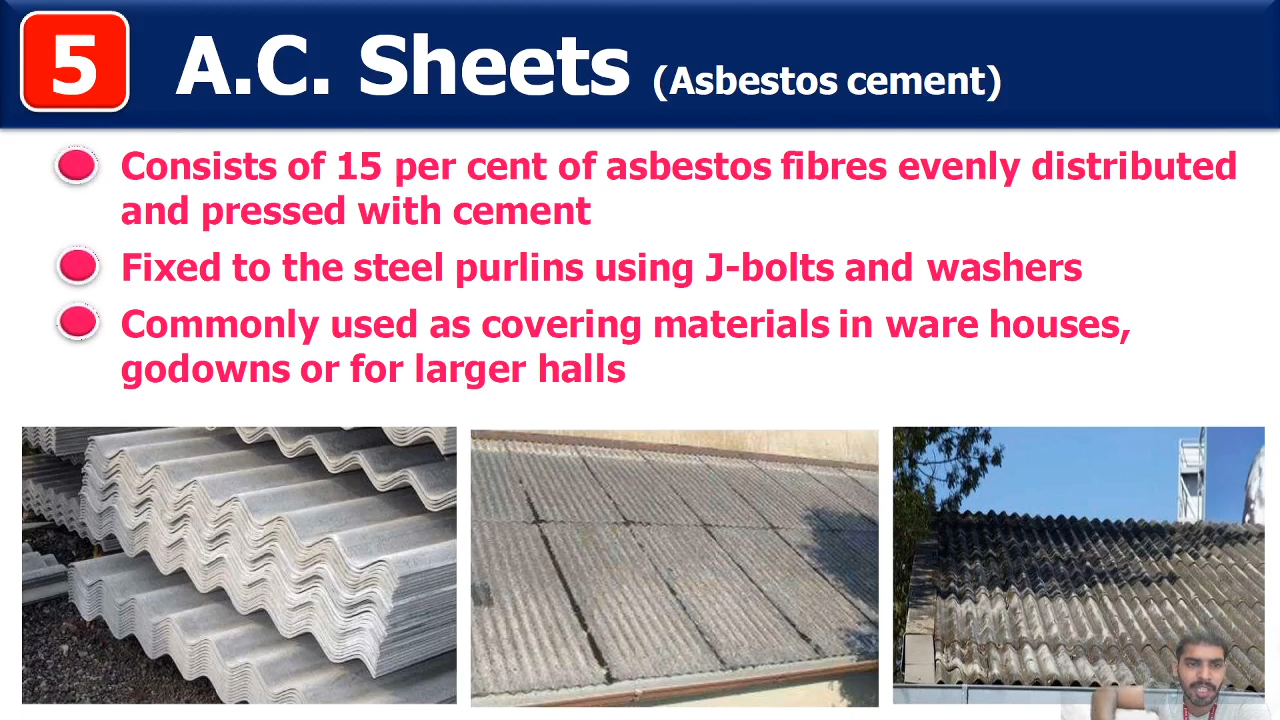 5
A.C. Sheets (Asbestos cement)
Consists of 15 per cent of asbestos fibres evenly distributed
and pressed with cement
Fixed to the steel purlins using J-bolts and washers
Commonly used as covering materials in ware houses,
godowns or for larger halls